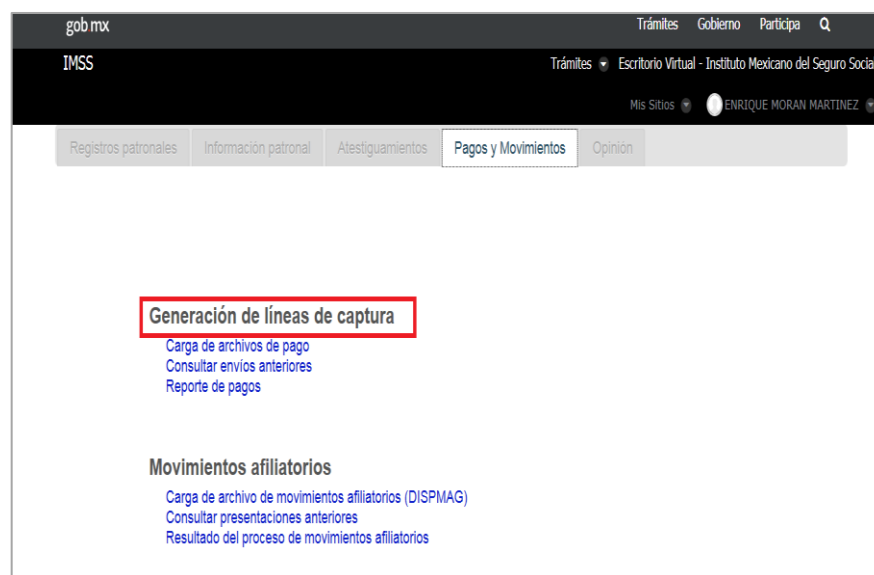 gob mx Trámites Gobierno Participa
IMSS Trámites Escritorio Virtual - Instituto Mexicano del Seguro Socia
Mis Sitios ENRIQUE MORAN MARTINEZ
Registros patronales Información patronal Atestiguamientos Pagos y Movimientos Opinión
Generación de líneas de captura
Carga de archivos de pago
Consultar envíos anteriores
Reporte de pagos
Movimientos afiliatorios
Carga de archivo de movimientos afiliatorios (DISPMAG)
Consultar presentaciones anteriores
Resultado del proceso de movimientos afiliatorios